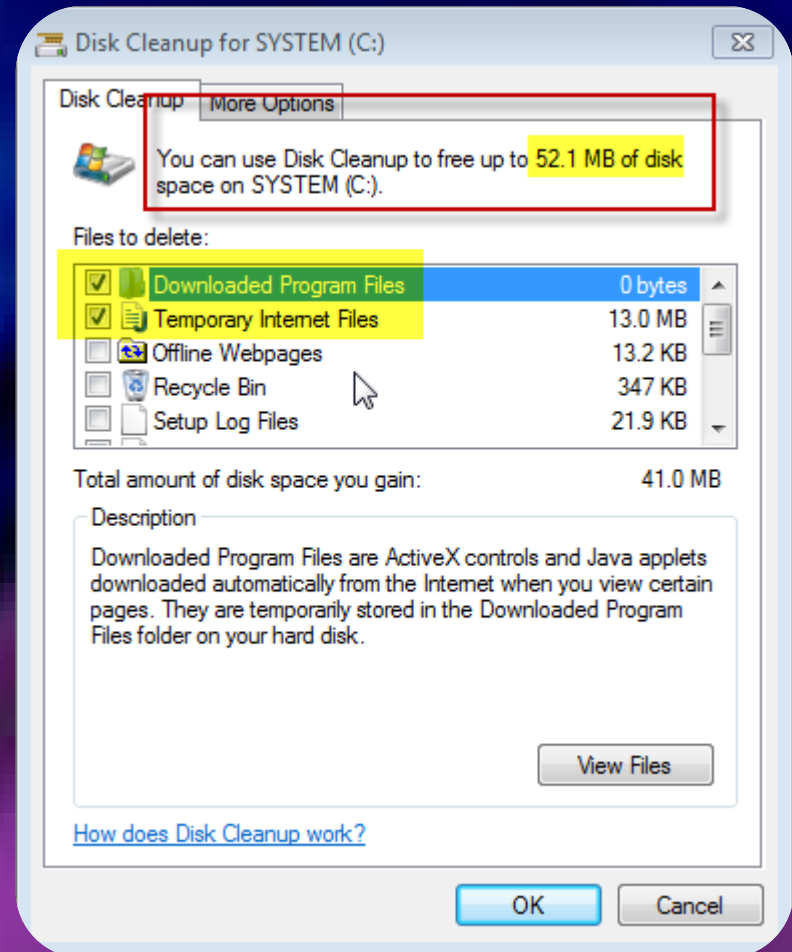 Disk Cleanup for SYSTEM (C:)
Disk Cleanup More Options
You can use Disk Cleanup to free up to 52.1 MB of disk
space on SYSTEM (C:).
Files to delete:
Downloaded Program Files 0 bytes
Temporary Internet Files 13.0 MB
Offline Webpages 13.2 KB
Recycle Bin 347 KB
Setup Log Files 21.9 KB
Total amount of disk space you gain: 41.0 MB
Description
Downloaded Program Files are ActiveX controls and Java applets
downloaded automatically from the Internet when you view certain
pages. They are temporarily stored in the Downloaded Program
Files folder on your hard disk.
View Files
How does Disk Cleanup work?
OK Cancel